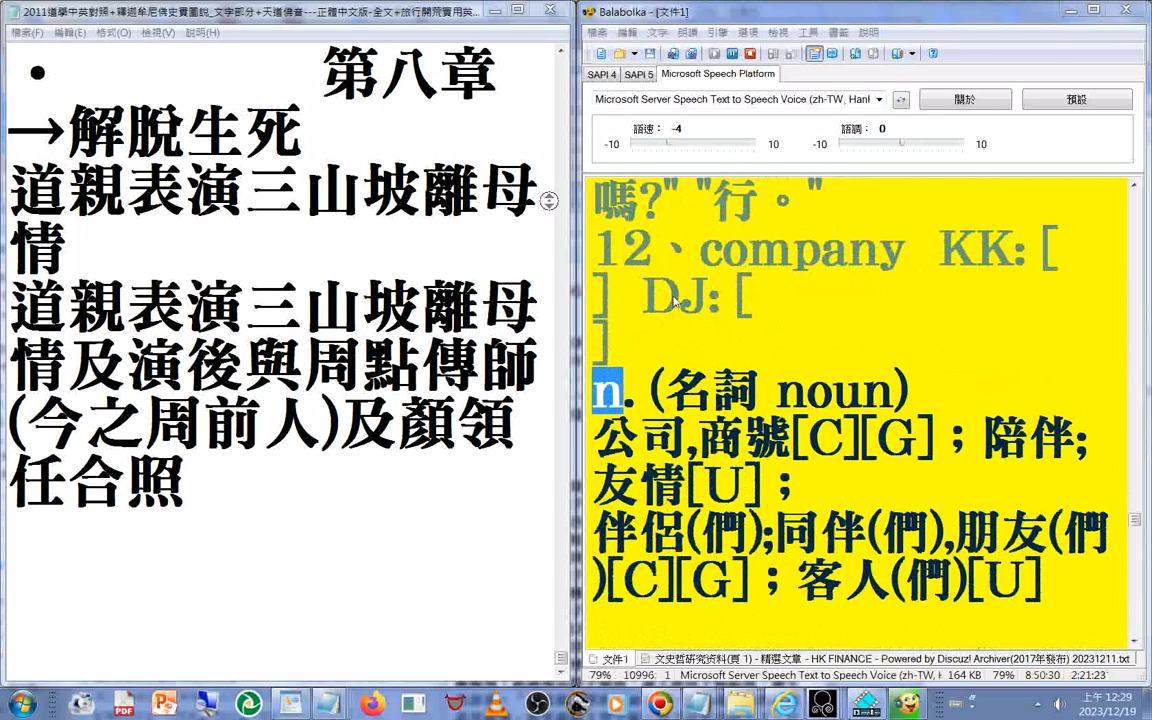 2011道學中英對照+釋迦牟尼佛史實圖說_文字部分+天道佛音---正體中文版-全文+旅行開荒實用英...
檔案(F) 編輯(E) 格式(O) 檢視(V) 說明(H)
• 第八章
→解脫生死
道親表演三山坡離母
情
道親表演三山坡離母
情及演後與周點傳師
(今之周前人)及顏領
任合照
Balabolka - [文件1]
檔案 編輯 文字 朗讀 引擎 選項 檢視 工具 書籤 說明
SAPI 4 SAPI 5 Microsoft Speech Platform
Microsoft Server Speech Text to Speech Voice (zh-TW, Hanl
關於 預設
語速: -4 語調: 0
-10 10 -10 10
嗎?" "行。"
12、company KK: [
] DJ: [
]
n. (名詞 noun)
公司,商號[C][G]；陪伴;
友情[U]；
伴侶(們);同伴(們),朋友(們
)[C][G]；客人(們)[U]
文件1 文史哲研究资料(頁 1) - 精選文章 - HK FINANCE - Powered by Discuz! Archiver(2017年發布) 20231211.txt
79% 10996: 1 Microsoft Server Speech Text to Speech Voice (zh-TW, H 164 KB 79% 8:50:30 2:21:23
上午 12:29
2023/12/19